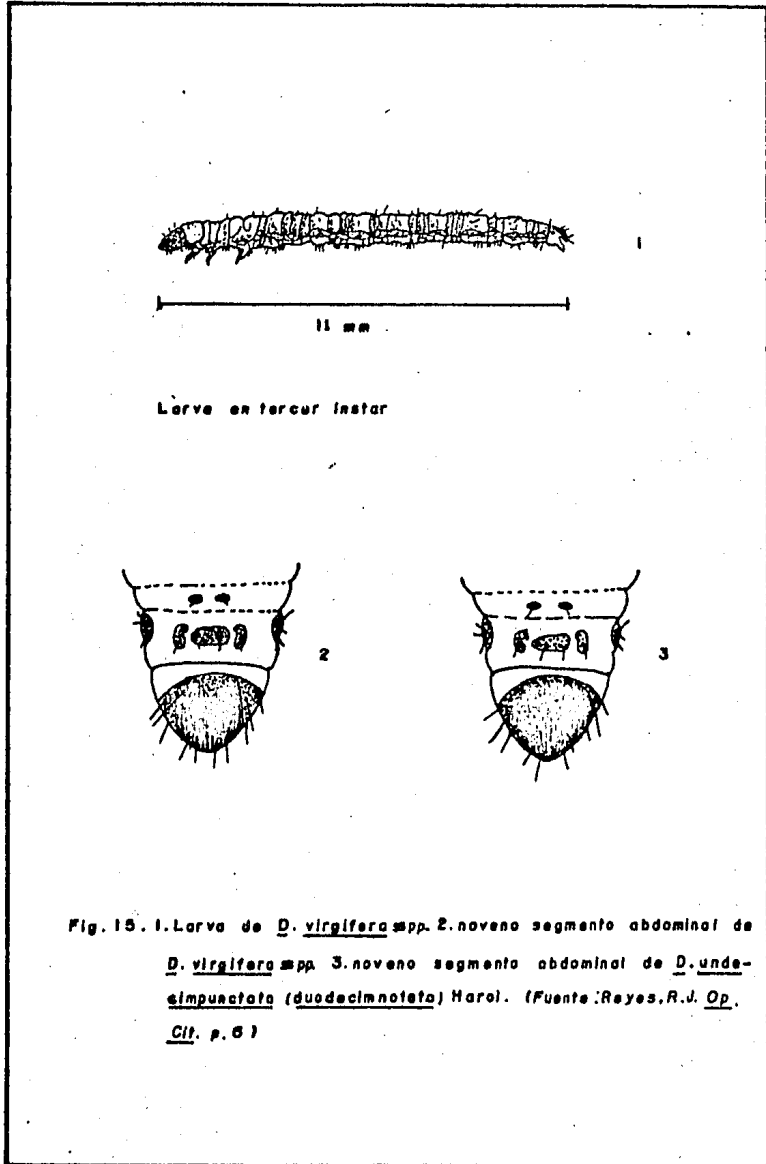 1
11 mm
Larva en tercur instar
2
3
Fig. 15. 1. Larva de D. virgifera spp. 2. noveno segmento abdominal de
D. virgifera spp. 3. noveno segmento abdominal de D. unde-
cimpunctata (duodecimnotata) Harol. (Fuente: Reyes, R.J. Op.
Cit. p. 6)